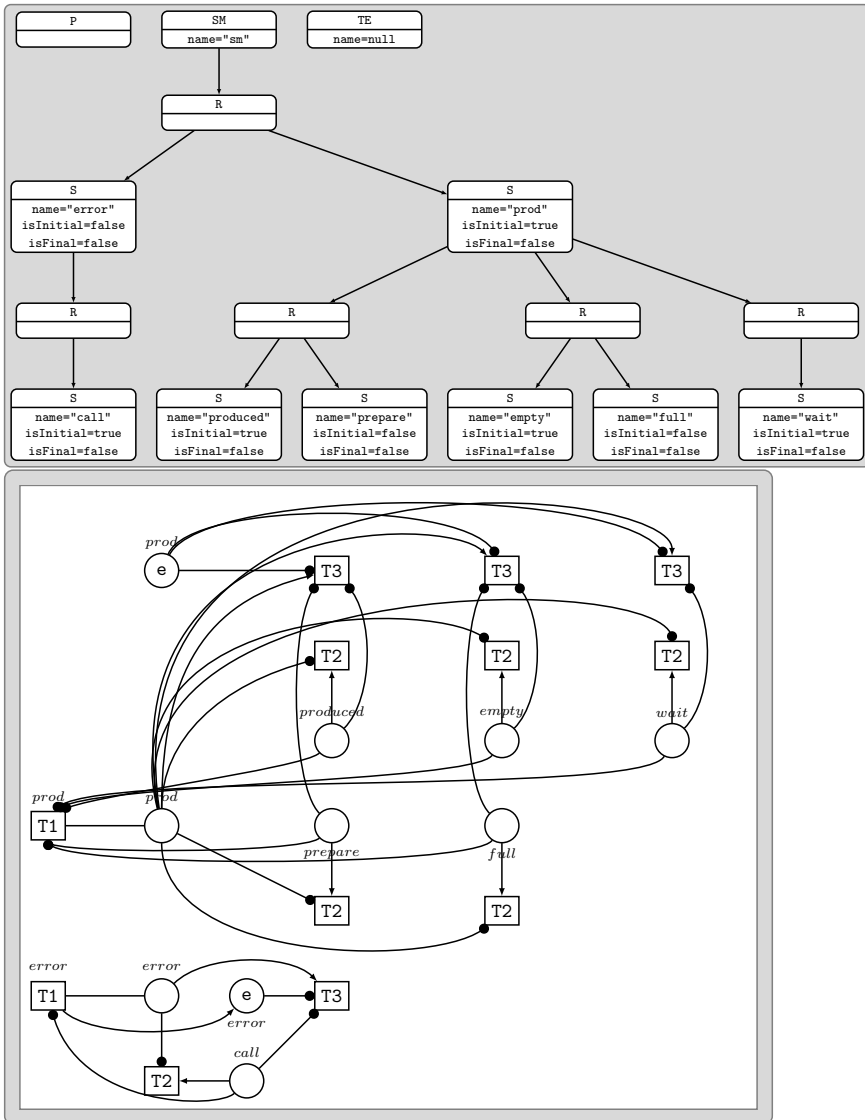 P
SM
TE
name="sm"
name=null
R
S
S
name="error"
name="prod"
isInitial=false
isInitial=true
isFinal=false
isFinal=false
R
R
R
R
S
S
S
S
S
S
name="call"
name="produced"
name="prepare"
name="empty"
name="full"
name="wait"
isInitial=true
isInitial=true
isInitial=false
isInitial=true
isInitial=false
isInitial=true
isFinal=false
isFinal=false
isFinal=false
isFinal=false
isFinal=false
isFinal=false
prod
e
T3
T3
T3
T2
T2
T2
produced
empty
wait
prod
prod
T1
prepare
full
T2
T2
error
error
T1
e
T3
error
call
T2